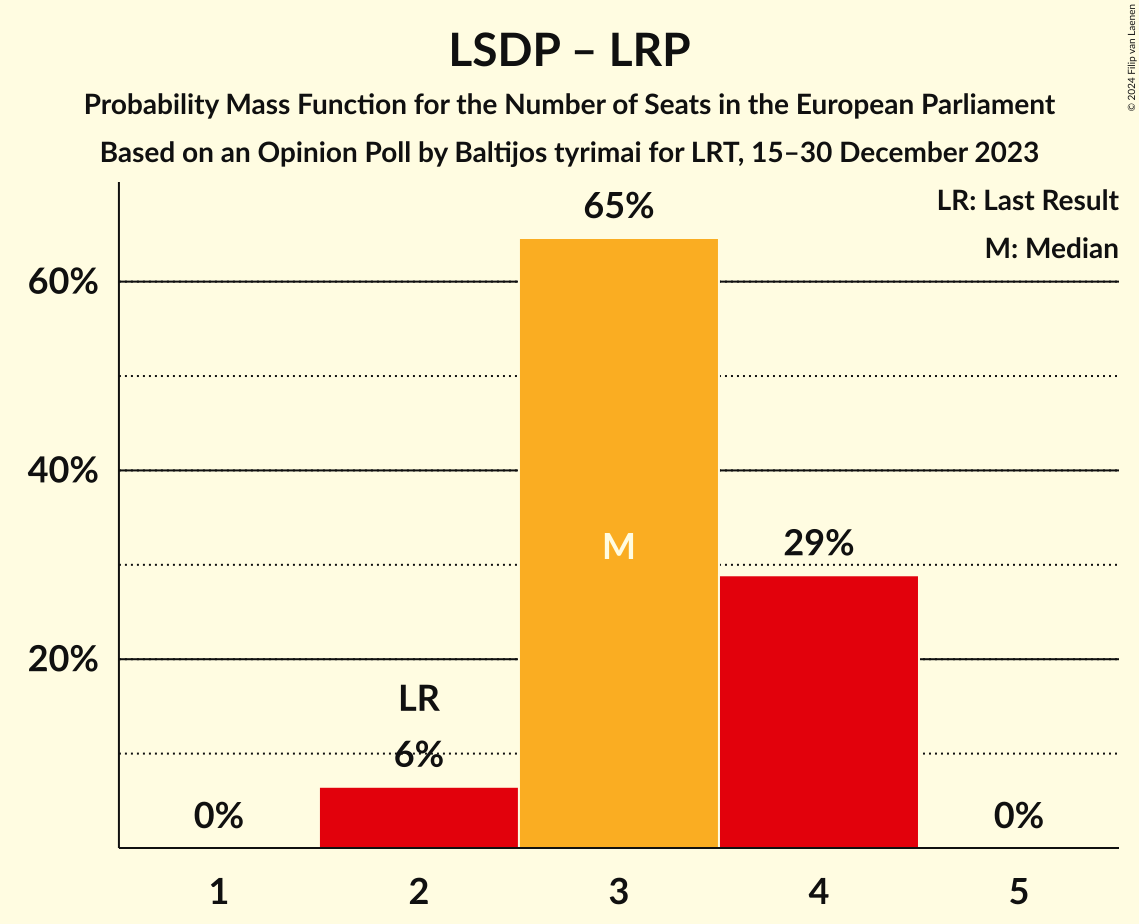 © 2024 Filip van Laenen
LSDP – LRP
Probability Mass Function for the Number of Seats in the European Parliament
Based on an Opinion Poll by Baltijos tyrimai for LRT, 15–30 December 2023
LR: Last Result
M: Median
65%
60%
40%
M
29%
20%
LR
6%
0%
0%
1
2
3
4
5